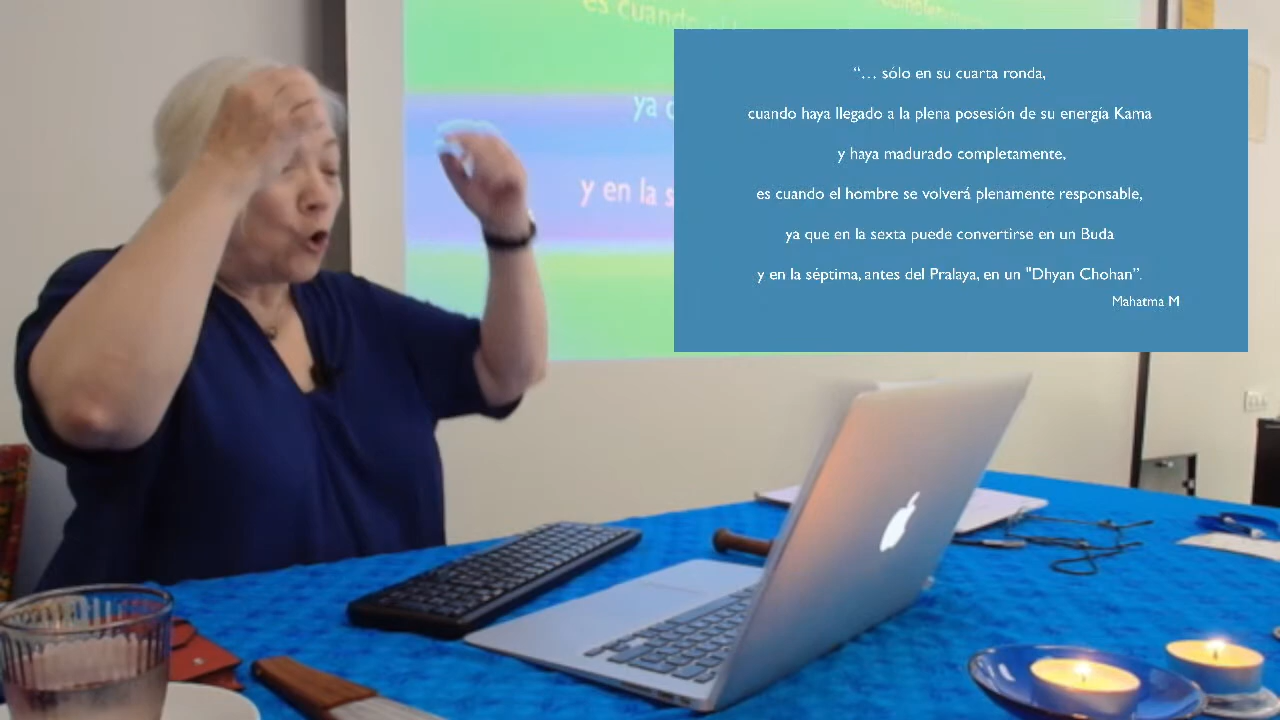 es cuando
completamente
ya
y en la s
“… sólo en su cuarta ronda,
cuando haya llegado a la plena posesión de su energía Kama
y haya madurado completamente,
es cuando el hombre se volverá plenamente responsable,
ya que en la sexta puede convertirse en un Buda
y en la séptima, antes del Pralaya, en un "Dhyan Chohan”.
Mahatma M